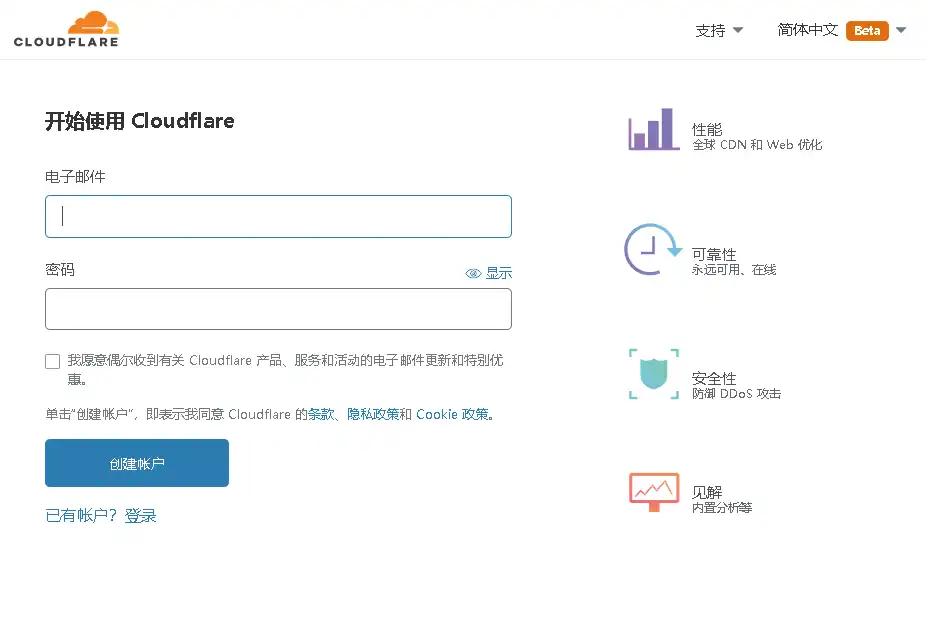 CLOUDFLARE
支持
简体中文 Beta
开始使用 Cloudflare
电子邮件
密码
显示
我愿意偶尔收到有关 Cloudflare 产品、服务和活动的电子邮件更新和特别优
惠。
单击“创建帐户”，即表示我同意 Cloudflare 的条款、隐私政策和 Cookie 政策。
创建帐户
已有帐户？登录
性能
全球 CDN 和 Web 优化
可靠性
永远可用、在线
安全性
防御 DDoS 攻击
见解
内置分析等